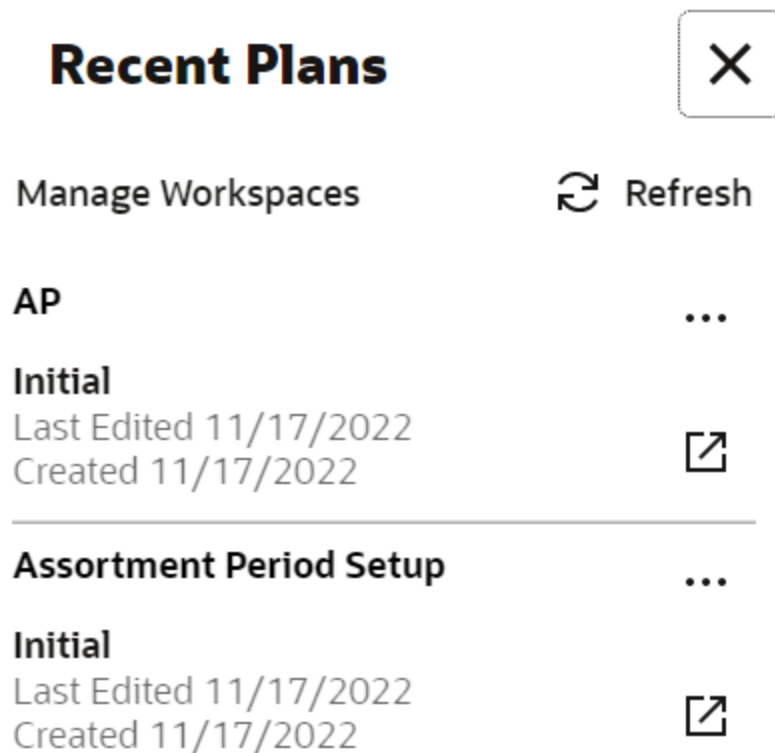 Recent Plans
Manage Workspaces Refresh
AP
Initial
Last Edited 11/17/2022
Created 11/17/2022
Assortment Period Setup
Initial
Last Edited 11/17/2022
Created 11/17/2022